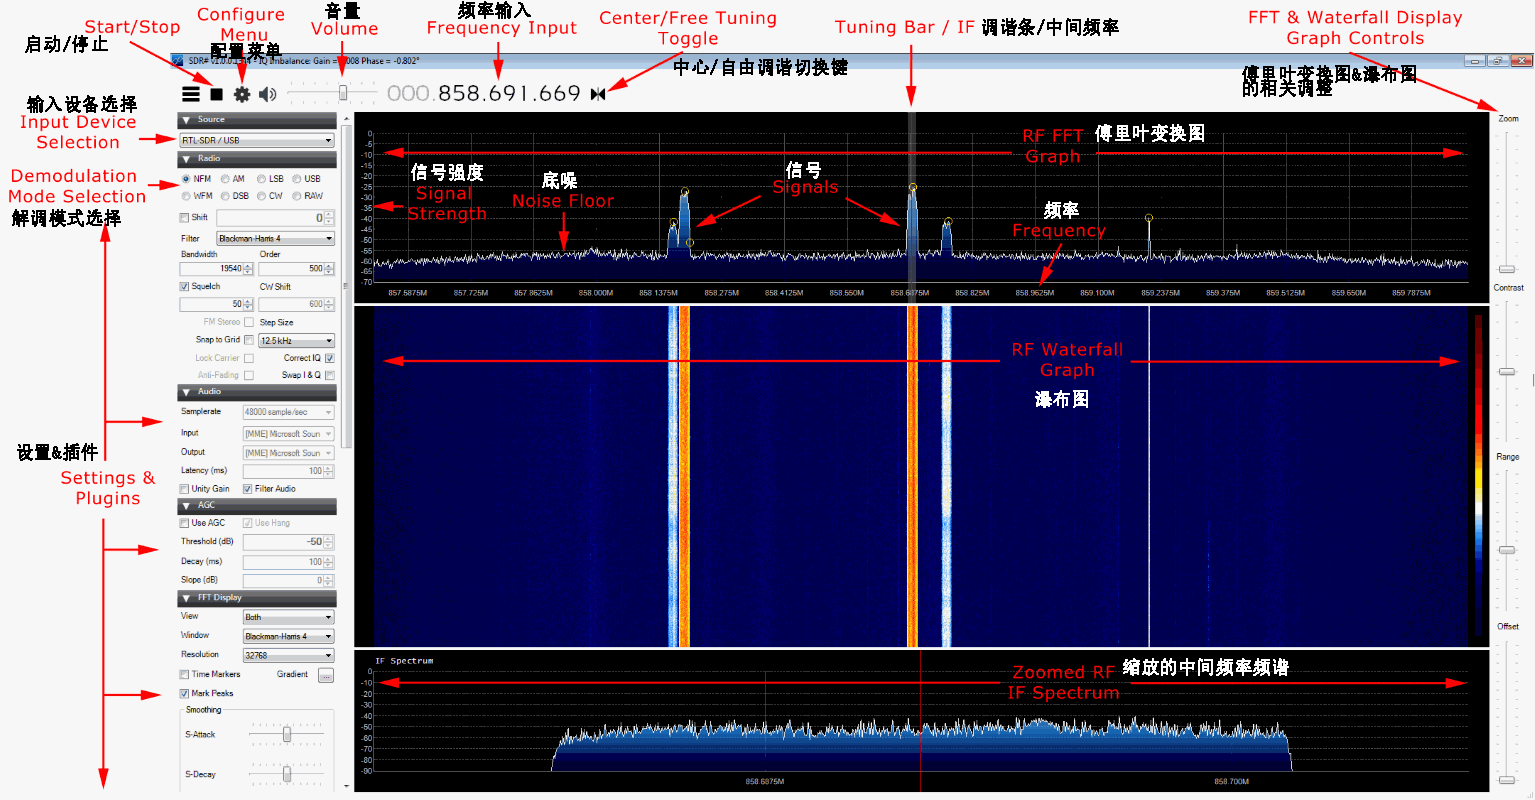 Start/Stop
启动/停止
Configure
Menu
配置菜单
音量
Volume
频率输入
Frequency Input
Center/Free Tuning
Toggle
中心/自由调谐切换键
Tuning Bar / IF 调谐条/中间频率
FFT & Waterfall Display
Graph Controls
傅里叶变换图&瀑布图
的相关调整
输入设备选择
Input Device
Selection
Demodulation
Mode Selection
解调模式选择
设置&插件
Settings &
Plugins
000.858.691.669
Source
RTL-SDR / USB
Radio
NFM AM LSB USB
WFM DSB CW RAW
Shift 0
Filter Blackman-Harris 4
Bandwidth Order
19540 500
Squelch CW Shift
50 600
FM Stereo Step Size
Snap to Grid 12.5 kHz
Lock Carrier Correct IQ
Anti-Fading Swap I & Q
Audio
Samplerate 48000 sample/sec
Input [MME] Microsoft Soun
Output [MME] Microsoft Soun
Latency (ms) 100
Unity Gain Filter Audio
AGC
Use AGC Use Hang
Threshold (dB) -50
Decay (ms) 100
Slope (dB) 0
FFT Display
View Both
Window Blackman-Harris 4
Resolution 32768
Time Markers Gradient ...
Mark Peaks
Smoothing
S-Attack
S-Decay
0
-5
-10
-15
-20
-25
-30
-35
-40
-45
-50
-55
-60
-65
-70
RF FFT
Graph
傅里叶变换图
信号强度
Signal
Strength
底噪
Noise Floor
信号
Signals
频率
Frequency
857.5875M 857.725M 857.8625M 858.000M 858.1375M 858.275M 858.4125M 858.550M 858.6875M 858.825M 858.9625M 859.100M 859.2375M 859.375M 859.5125M 859.650M 859.7875M
RF Waterfall
Graph
瀑布图
IF Spectrum
0
-10
-20
-30
-40
-50
-60
-70
-80
-90
Zoomed RF
IF Spectrum
缩放的中间频率频谱
858.6875M 858.700M
Zoom
Contrast
Range
Offset